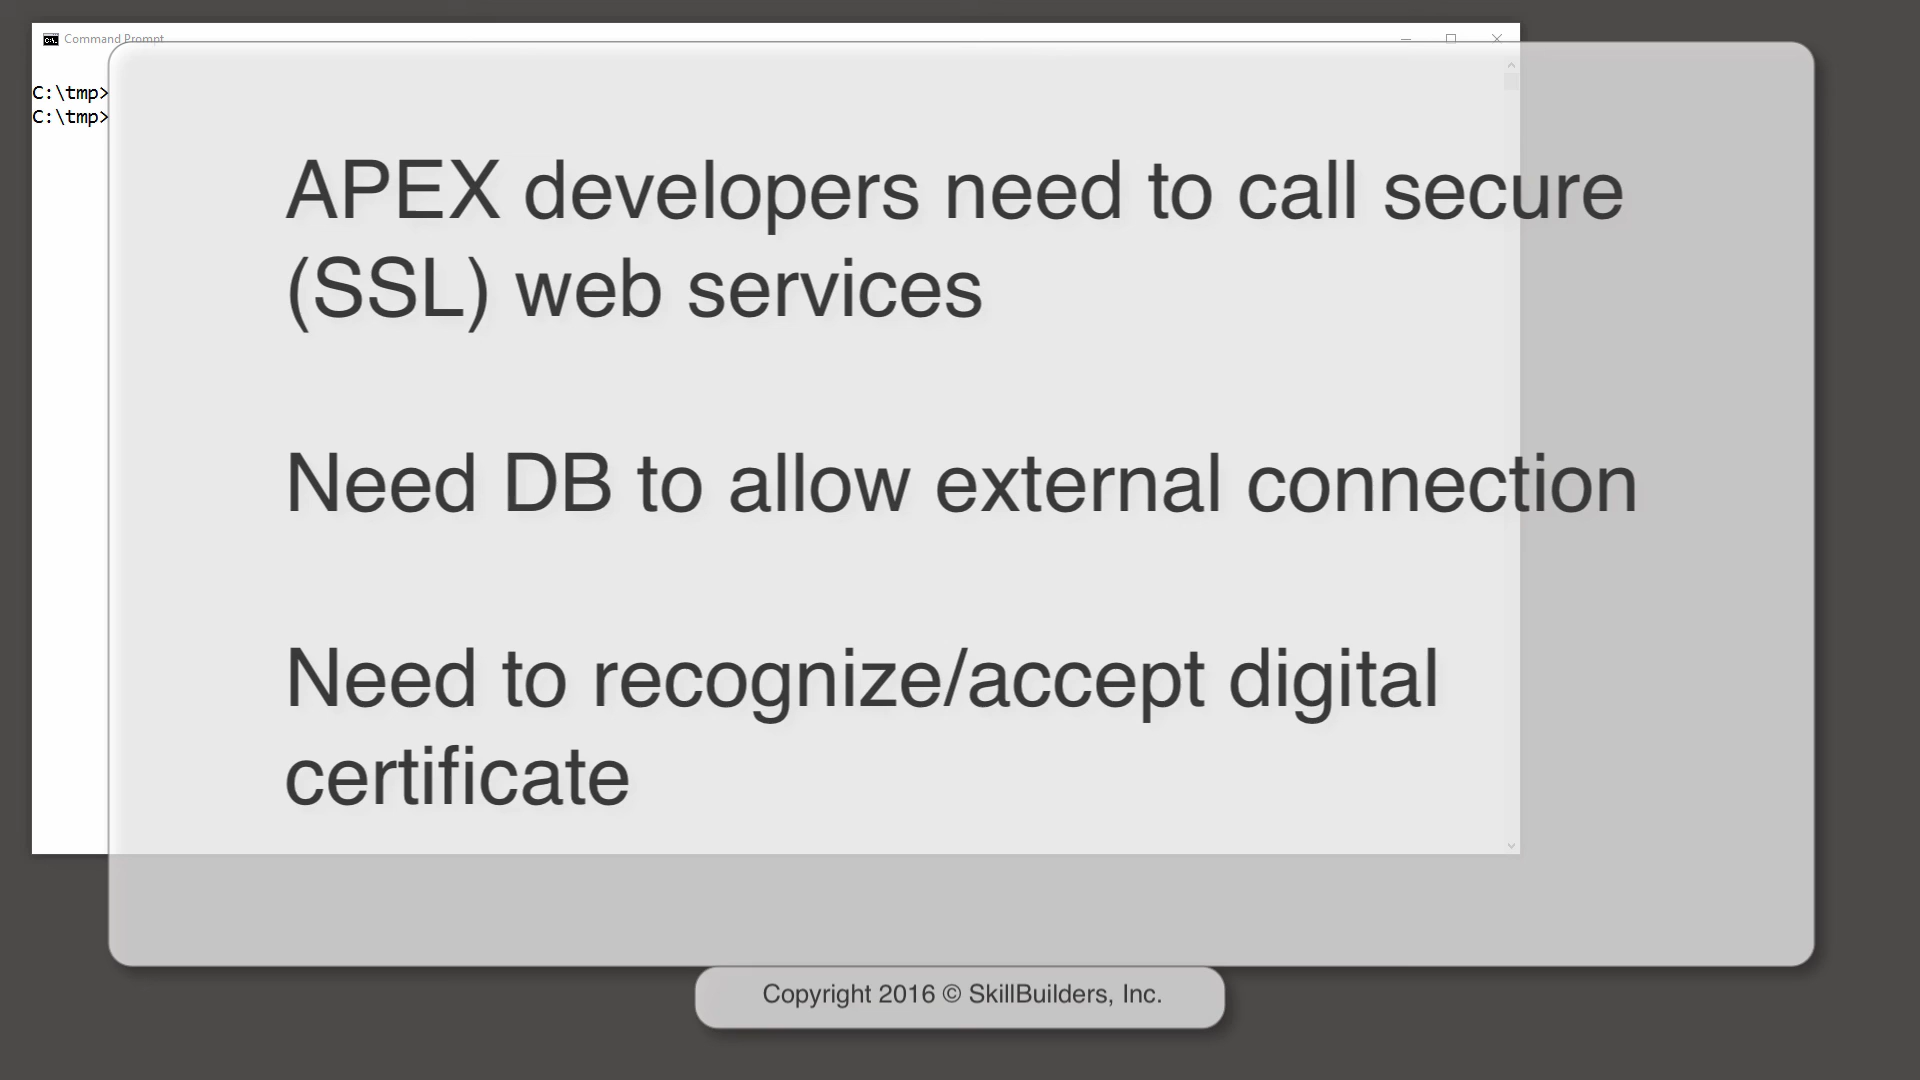 Command Prompt
C:\tmp>
C:\tmp>
APEX developers need to call secure
(SSL) web services
Need DB to allow external connection
Need to recognize/accept digital
certificate
Copyright 2016 © SkillBuilders, Inc.